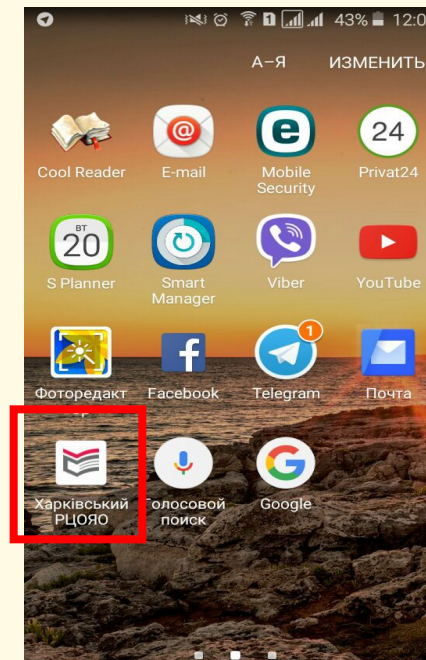 1 43% 12:0
А–Я ИЗМЕНИТЬ
@ e 24
Cool Reader E-mail Mobile Security Privat24
ВТ
20
S Planner Smart Manager Viber YouTube
f 1
Фоторедакт Facebook Telegram Почта
G
Харківський РЦОЯО Голосовой поиск Google